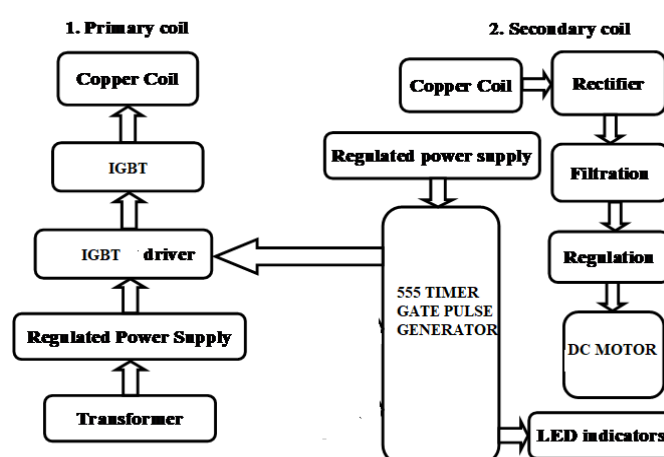 1. Primary coil
Copper Coil
IGBT
IGBT driver
Regulated Power Supply
Transformer
Regulated power supply
555 TIMER
GATE PULSE
GENERATOR
LED indicators
2. Secondary coil
Copper Coil
Rectifier
Filtration
Regulation
DC MOTOR